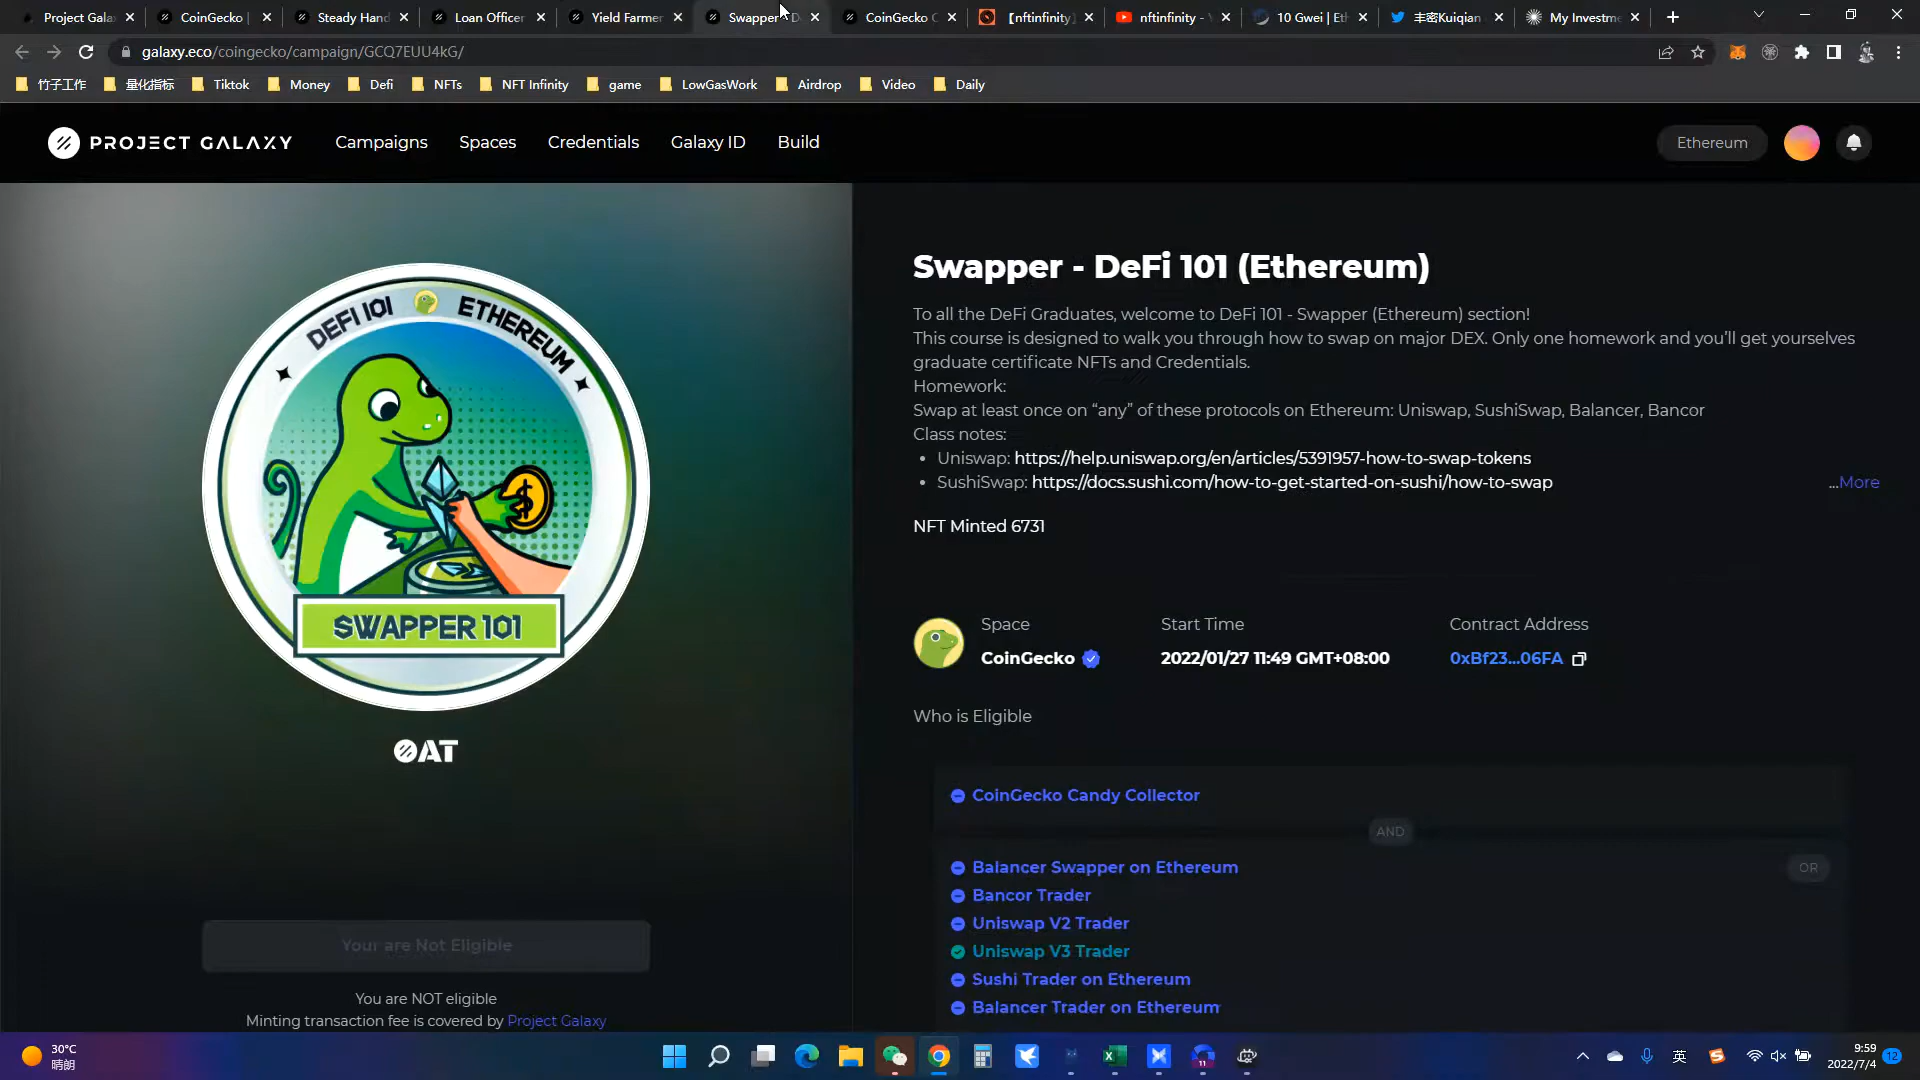 Project Galax
CoinGecko |
Steady Hand
Loan Officer
Yield Farmer
Swapper - D
CoinGecko C
【nftinfinity
nftinfinity - Y
10 Gwei | Eth
丰密Kuiqian
My Investme
galaxy.eco/coingecko/campaign/GCQ7EUU4kG/
竹子工作
量化指标
Tiktok
Money
Defi
NFTs
NFT Infinity
game
LowGasWork
Airdrop
Video
Daily
PROJECT GALAXY
Campaigns
Spaces
Credentials
Galaxy ID
Build
Ethereum
DEFI 101 ETHEREUM
SWAPPER 101
OAT
Your are Not Eligible
You are NOT eligible
Minting transaction fee is covered by Project Galaxy
Swapper - DeFi 101 (Ethereum)
To all the DeFi Graduates, welcome to DeFi 101 - Swapper (Ethereum) section!
This course is designed to walk you through how to swap on major DEX. Only one homework and you’ll get yourselves
graduate certificate NFTs and Credentials.
Homework:
Swap at least once on “any” of these protocols on Ethereum: Uniswap, SushiSwap, Balancer, Bancor
Class notes:
• Uniswap: https://help.uniswap.org/en/articles/5391957-how-to-swap-tokens
• SushiSwap: https://docs.sushi.com/how-to-get-started-on-sushi/how-to-swap
...More
NFT Minted 6731
Space
CoinGecko
Start Time
2022/01/27 11:49 GMT+08:00
Contract Address
0xBf23...06FA
Who is Eligible
CoinGecko Candy Collector
AND
Balancer Swapper on Ethereum
OR
Bancor Trader
Uniswap V2 Trader
Uniswap V3 Trader
Sushi Trader on Ethereum
Balancer Trader on Ethereum
30°C
晴朗
11
英
9:59
2022/7/4
12